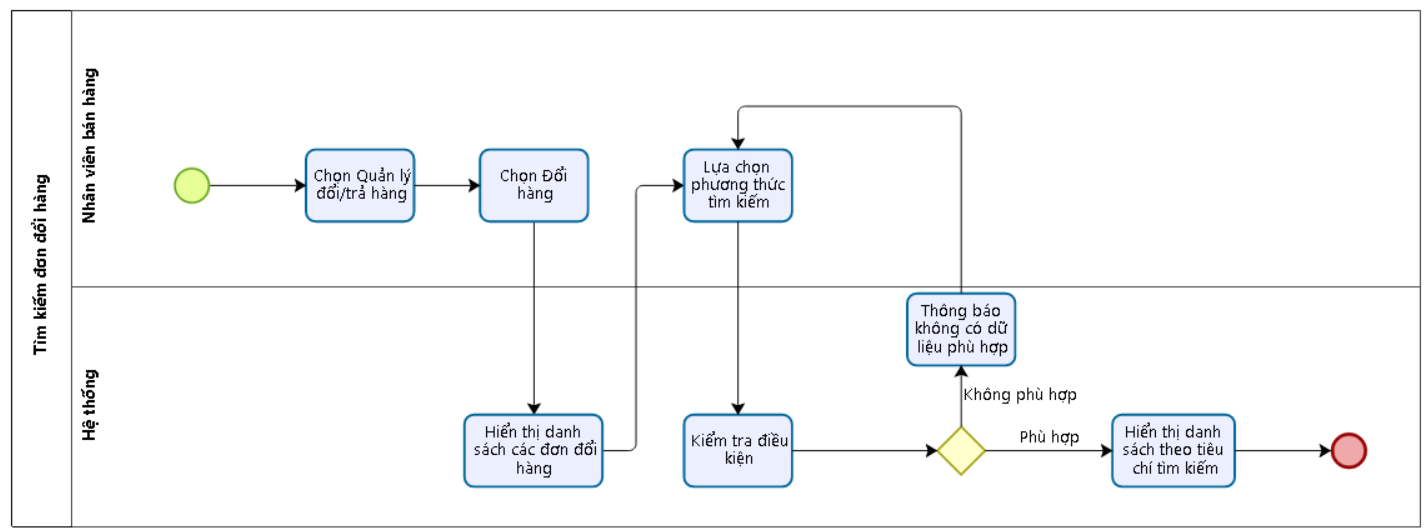 Tìm kiếm đơn đổi hàng
Nhân viên bán hàng
Chọn Quản lý
đổi/trả hàng
Chọn Đổi
hàng
Lựa chọn
phương thức
tìm kiếm
Hệ thống
Thông báo
không có dữ
liệu phù hợp
Không phù hợp
Hiển thị danh
sách các đơn đổi
hàng
Kiểm tra điều
kiện
Phù hợp
Hiển thị danh
sách theo tiêu
chí tìm kiếm